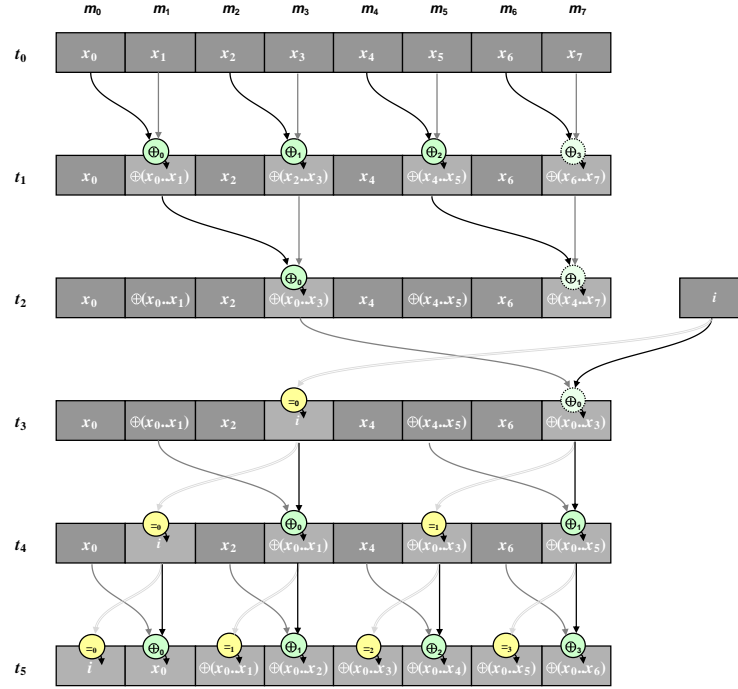 m₀ m₁ m₂ m₃ m₄ m₅ m₆ m₇
t₀ x₀ x₁ x₂ x₃ x₄ x₅ x₆ x₇
⊕₀ ⊕₁ ⊕₂ ⊕₃
t₁ x₀ ⊕(x₀..x₁) x₂ ⊕(x₂..x₃) x₄ ⊕(x₄..x₅) x₆ ⊕(x₆..x₇)
⊕₀ ⊕₁
t₂ x₀ ⊕(x₀..x₁) x₂ ⊕(x₀..x₃) x₄ ⊕(x₄..x₅) x₆ ⊕(x₄..x₇) i
=₀ ⊕₀
t₃ x₀ ⊕(x₀..x₁) x₂ i x₄ ⊕(x₄..x₅) x₆ ⊕(x₀..x₃)
=₀ ⊕₀ =₁ ⊕₁
t₄ x₀ i x₂ ⊕(x₀..x₁) x₄ ⊕(x₀..x₃) x₆ ⊕(x₀..x₅)
=₀ ⊕₀ =₁ ⊕₁ =₂ ⊕₂ =₃ ⊕₃
t₅ i x₀ ⊕(x₀..x₁) ⊕(x₀..x₂) ⊕(x₀..x₃) ⊕(x₀..x₄) ⊕(x₀..x₅) ⊕(x₀..x₆)